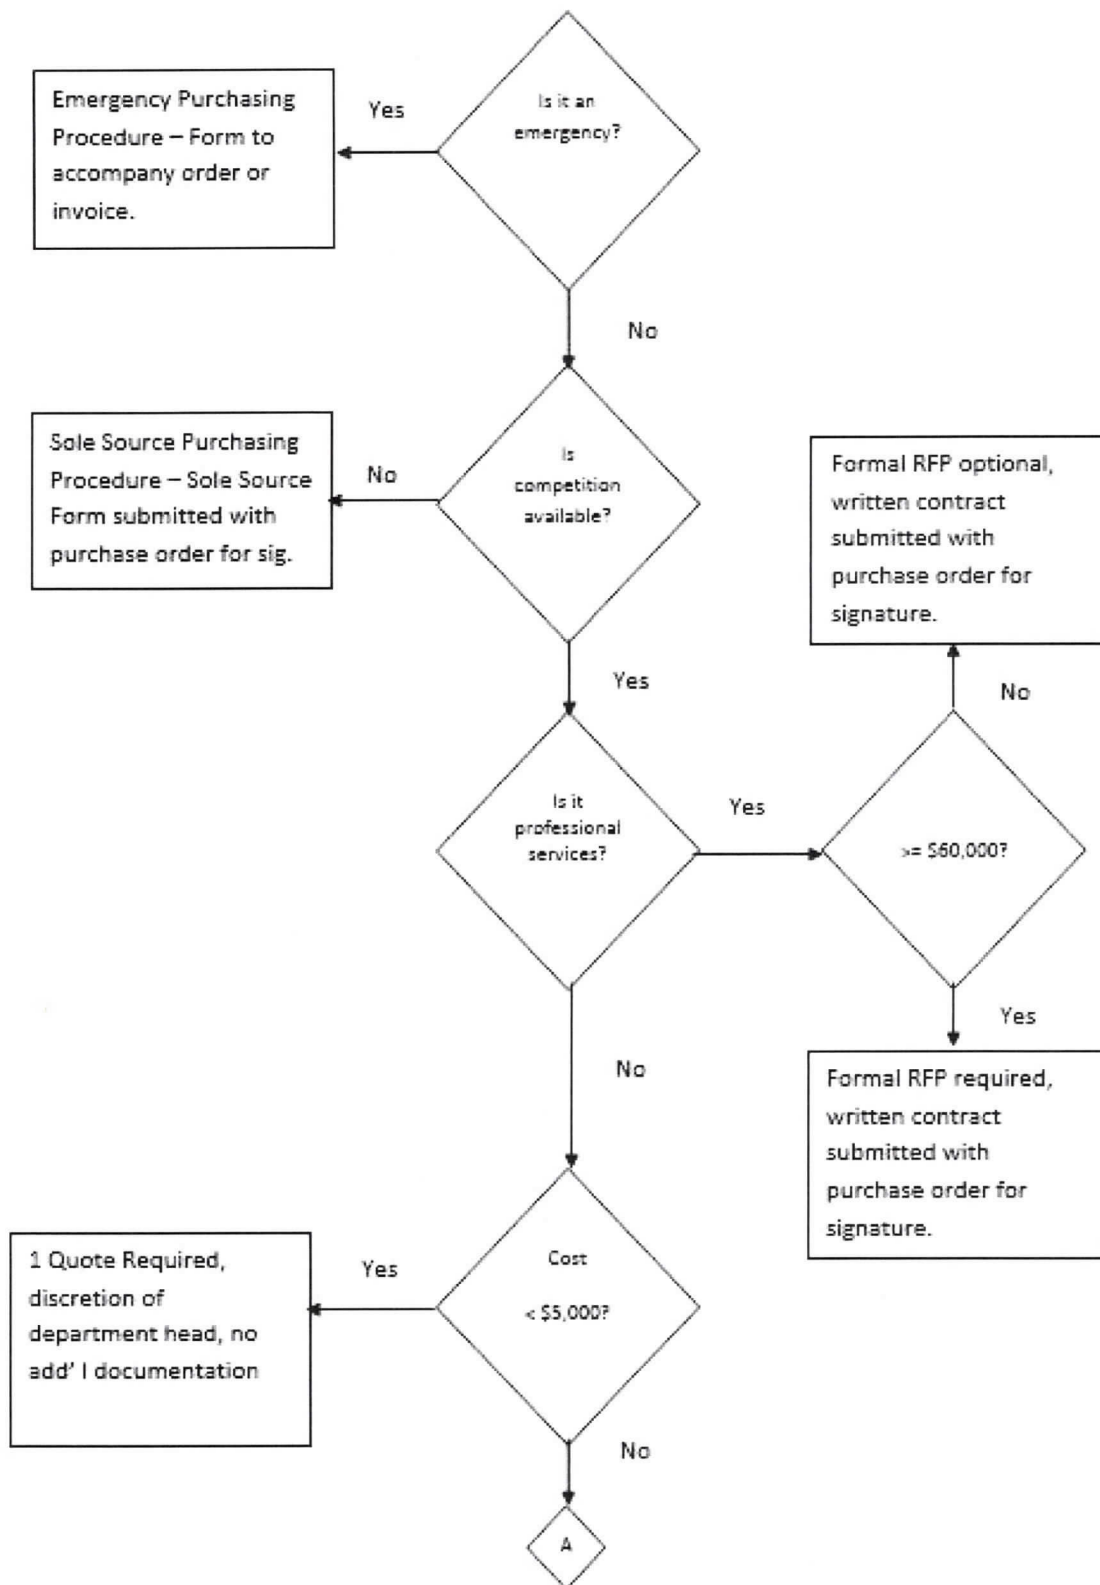 Is it an
emergency?
Yes
Emergency Purchasing
Procedure – Form to
accompany order or
invoice.
No
Is
competition
available?
No
Sole Source Purchasing
Procedure – Sole Source
Form submitted with
purchase order for sig.
Yes
Is it
professional
services?
Yes
>= $60,000?
No
Formal RFP optional,
written contract
submitted with
purchase order for
signature.
Yes
Formal RFP required,
written contract
submitted with
purchase order for
signature.
No
Cost
< $5,000?
Yes
1 Quote Required,
discretion of
department head, no
add' l documentation
No
A